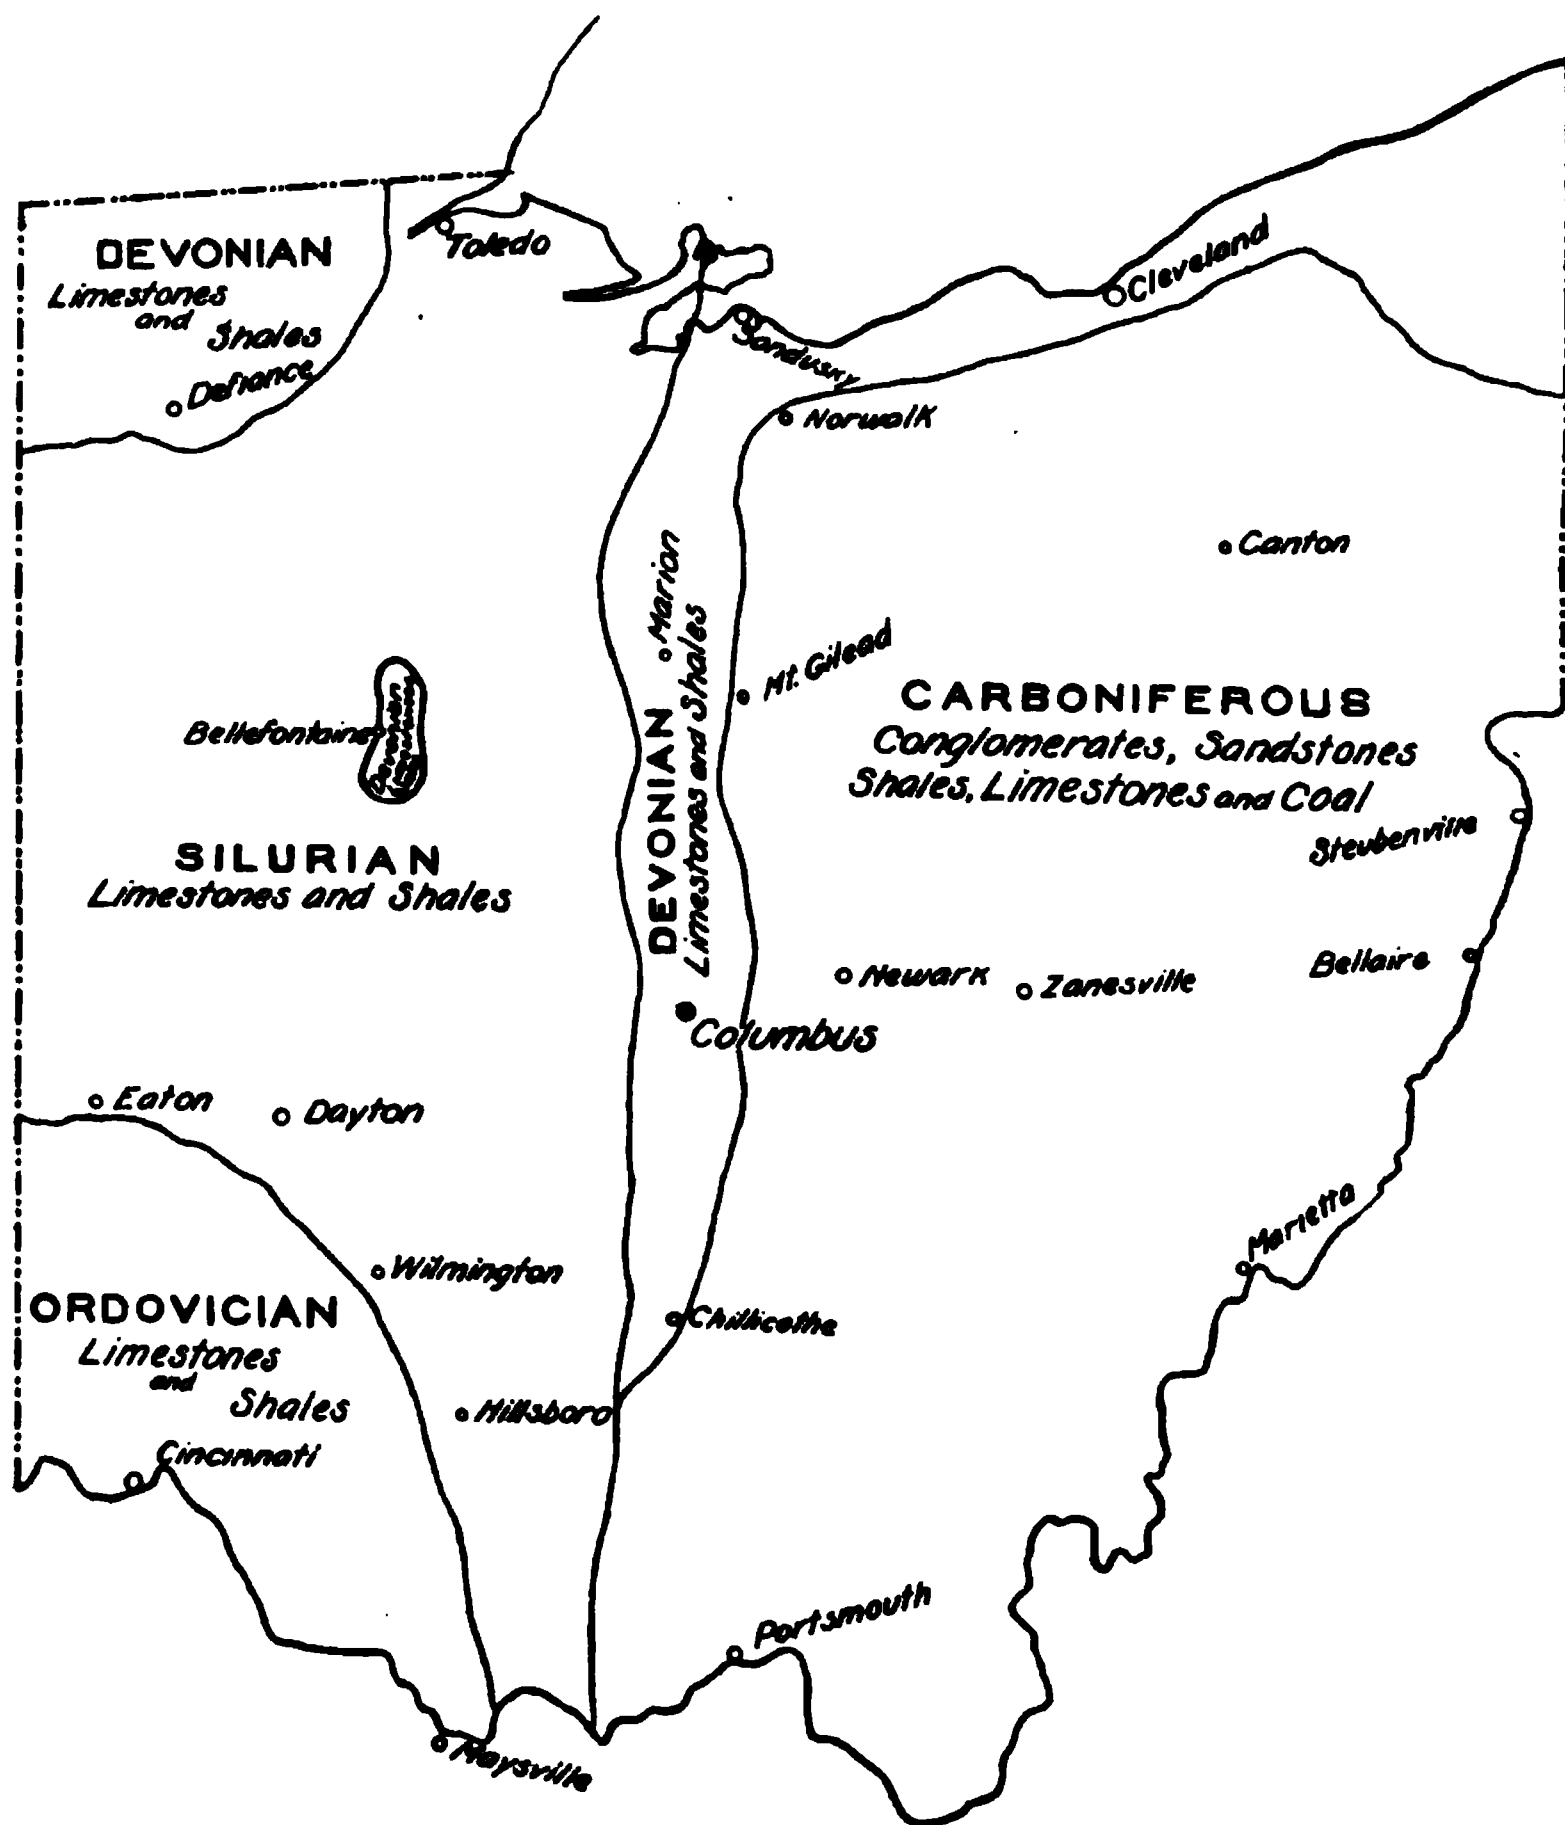 Toledo
DEVONIAN
Limestones
and
Shales
Defiance
Sandusky
Cleveland
Norwalk
Canton
Marion
DEVONIAN
Limestones and Shales
Mt. Gilead
CARBONIFEROUS
Conglomerates, Sandstones
Shales, Limestones and Coal
Bellefontaine
Devonian
Steubenville
SILURIAN
Limestones and Shales
Newark
Zanesville
Bellaire
Columbus
Eaton
Dayton
Marietta
Wilmington
ORDOVICIAN
Limestones
and
Shales
Chillicothe
Hillsboro
Cincinnati
Portsmouth
Maysville